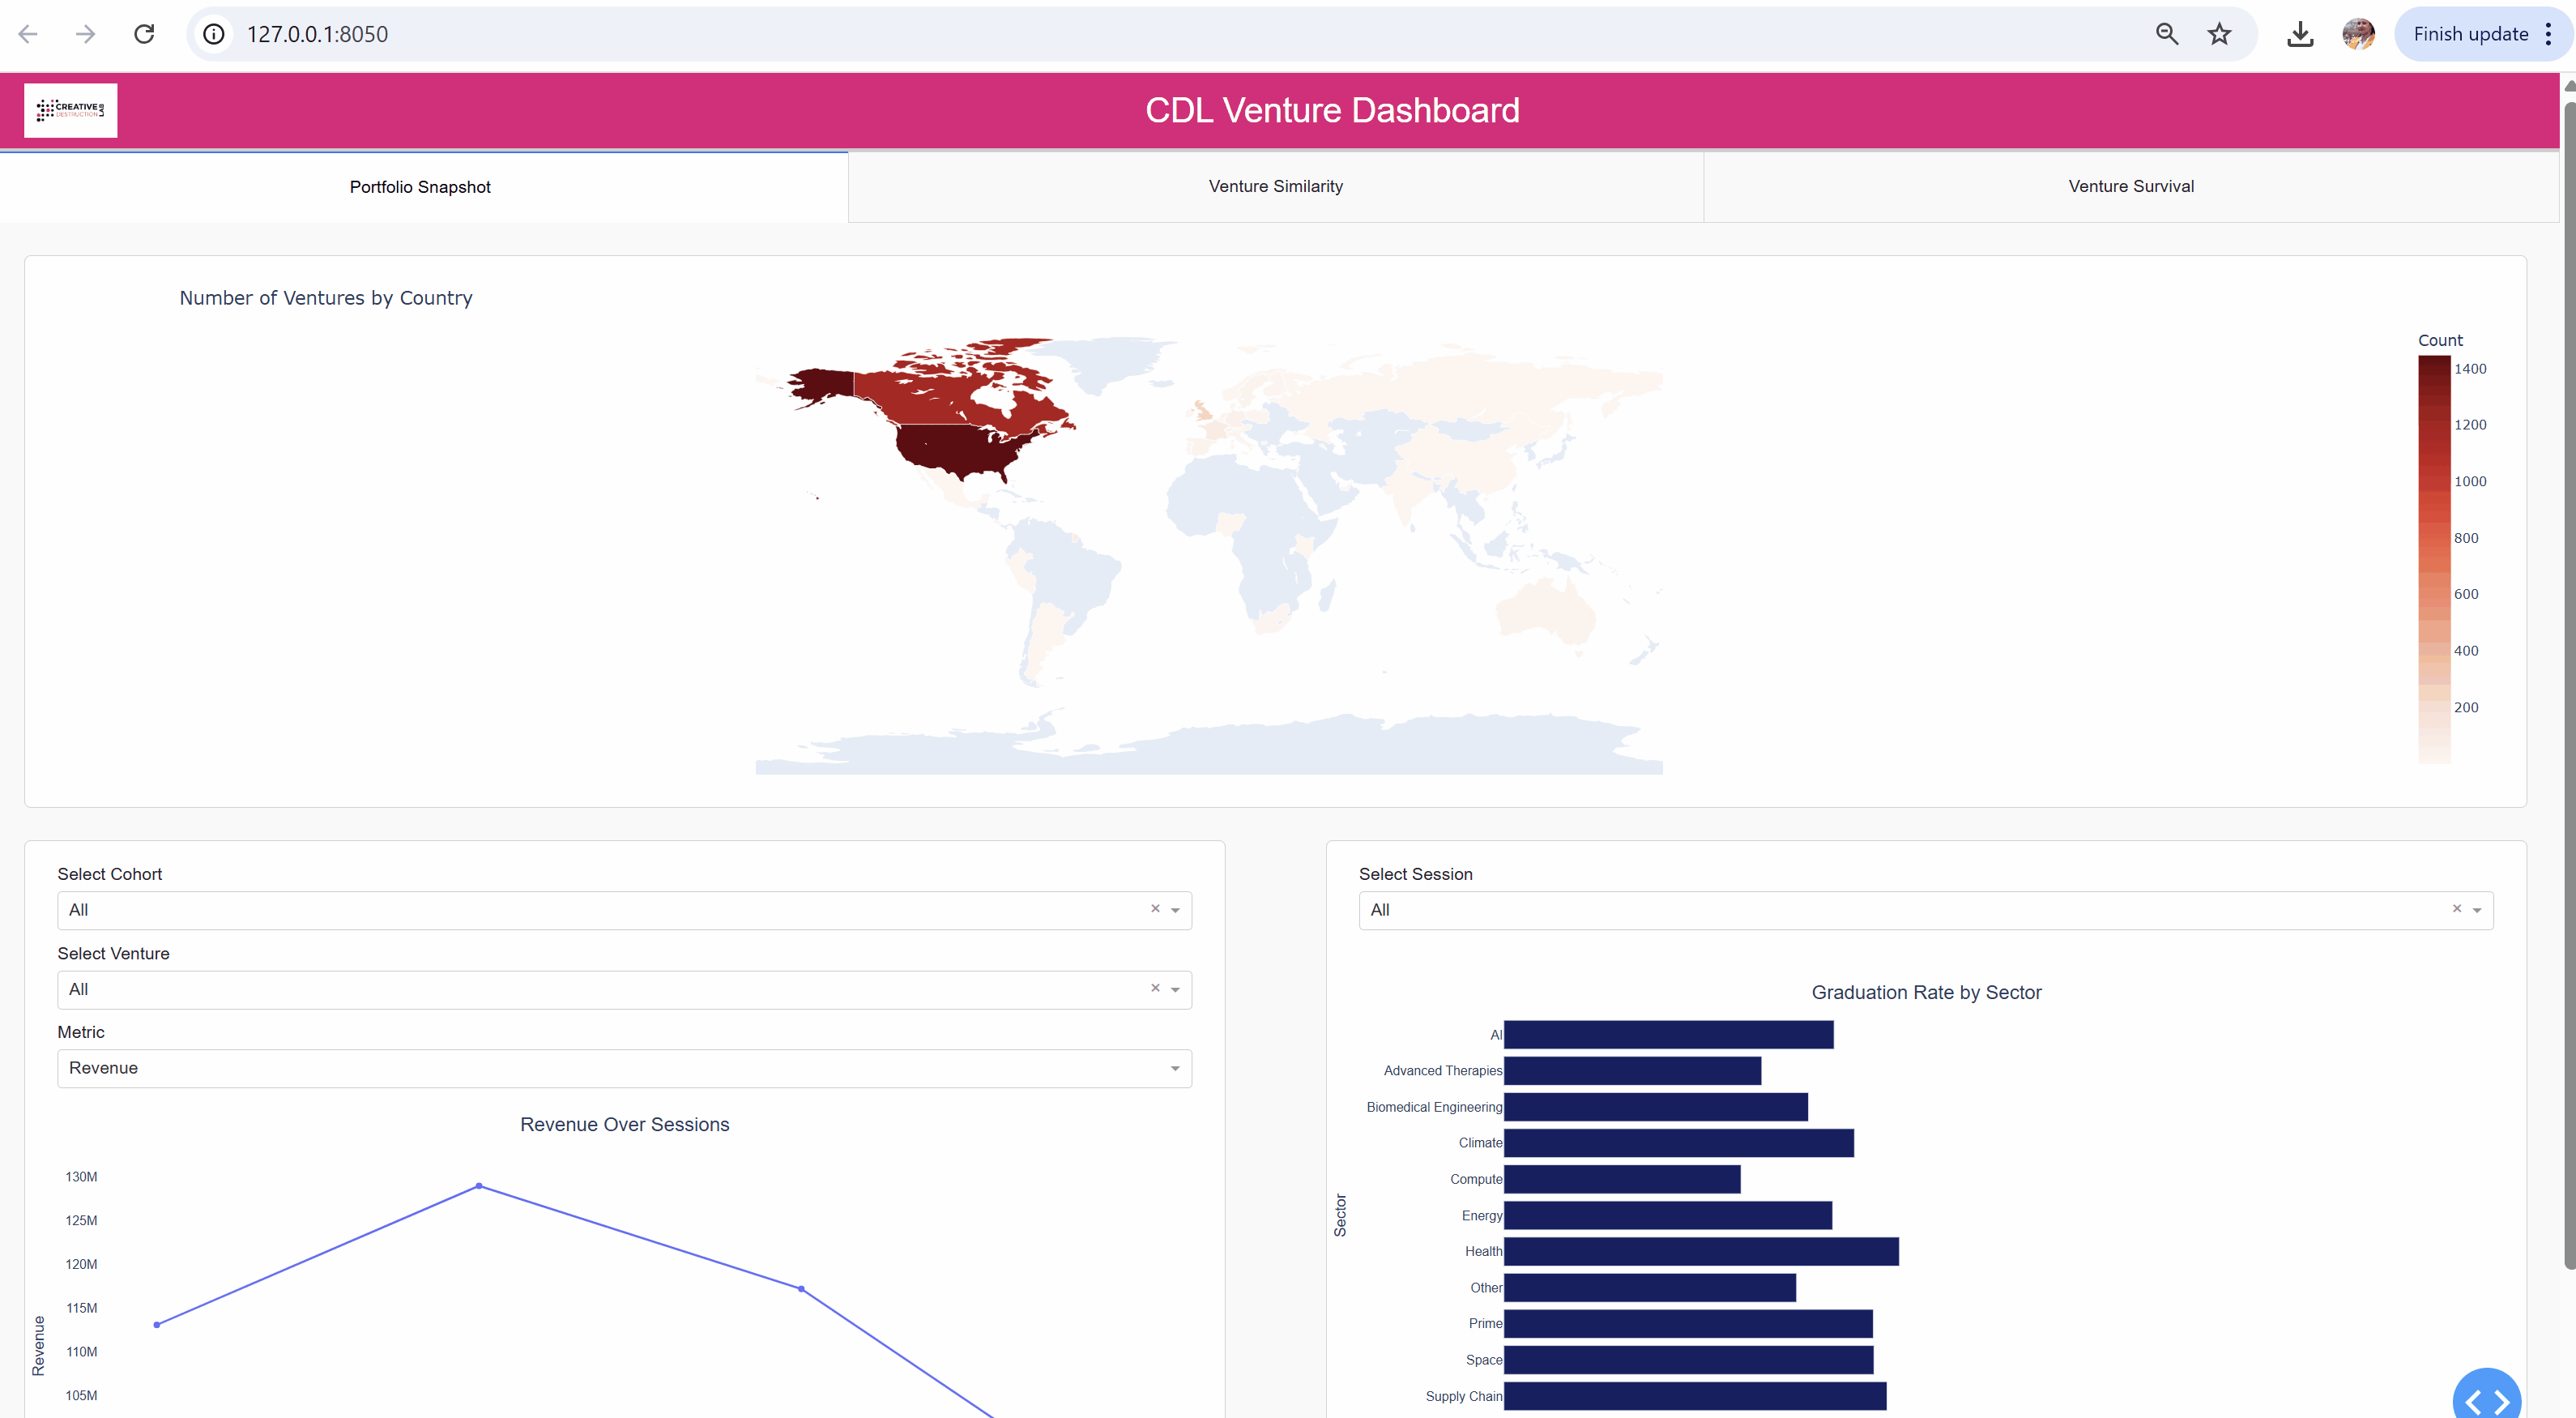 127.0.0.1:8050
Finish update
CREATIVE
DESTRUCTION
LAB
CDL Venture Dashboard
Portfolio Snapshot
Venture Similarity
Venture Survival
Number of Ventures by Country
Count
1400
1200
1000
800
600
400
200
Select Cohort
All
Select Venture
All
Metric
Revenue
Revenue Over Sessions
130M
125M
120M
115M
110M
105M
Revenue
Select Session
All
Graduation Rate by Sector
AI
Advanced Therapies
Biomedical Engineering
Climate
Compute
Energy
Health
Other
Prime
Space
Supply Chain
Sector